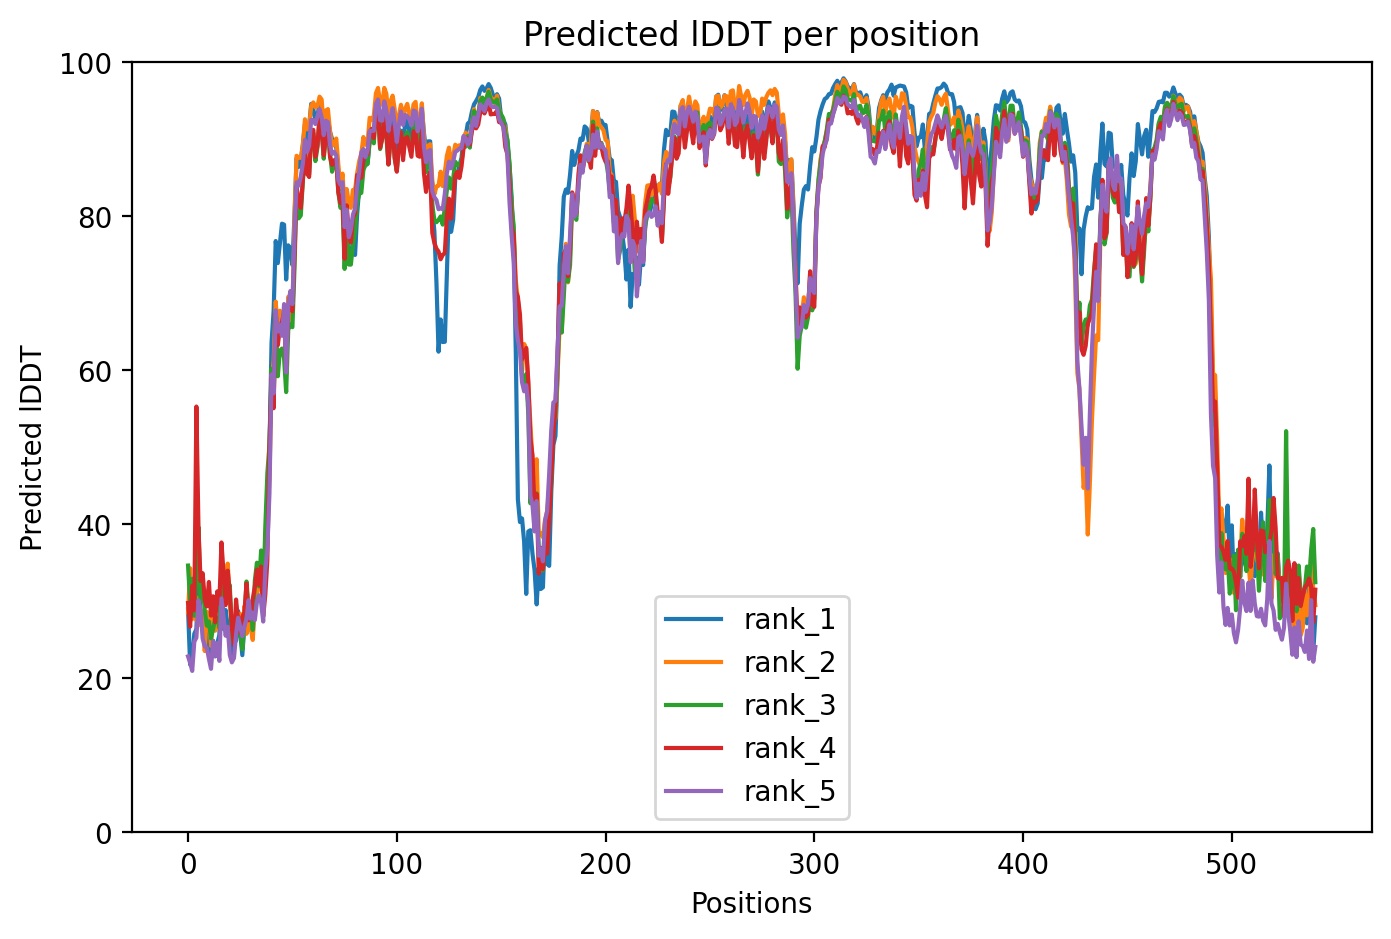 Predicted lDDT per position
Predicted lDDT
100
80
60
40
20
0
rank_1
rank_2
rank_3
rank_4
rank_5
0 100 200 300 400 500
Positions